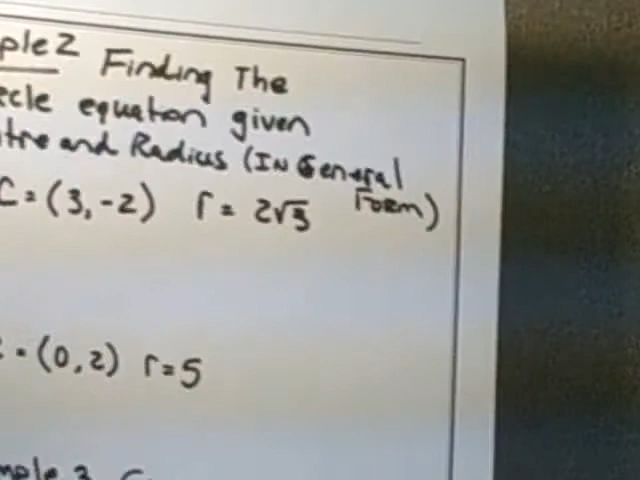 ple 2 Finding The
ecle equation given
tre and Radius (In General
C = (3, -2) r = 2√3 Form)
= (0, 2) r = 5
mple 3